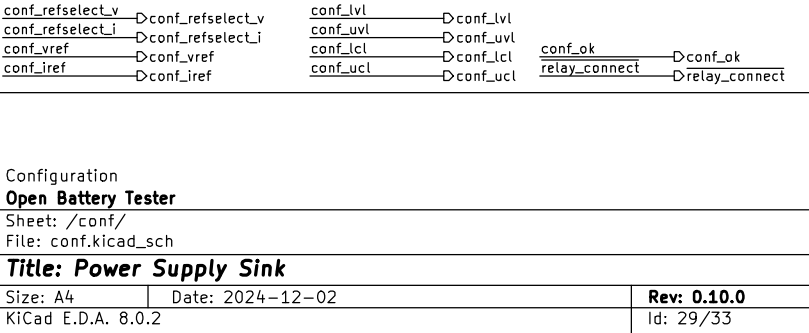 conf_refselect_v conf_refselect_v conf_lvl conf_lvl
conf_refselect_i conf_refselect_i conf_uvl conf_uvl
conf_vref conf_vref conf_lcl conf_lcl conf_ok conf_ok
conf_iref conf_iref conf_ucl conf_ucl relay_connect relay_connect
Configuration
Open Battery Tester
Sheet: /conf/
File: conf.kicad_sch
Title: Power Supply Sink
Size: A4 Date: 2024-12-02 Rev: 0.10.0
KiCad E.D.A. 8.0.2 Id: 29/33